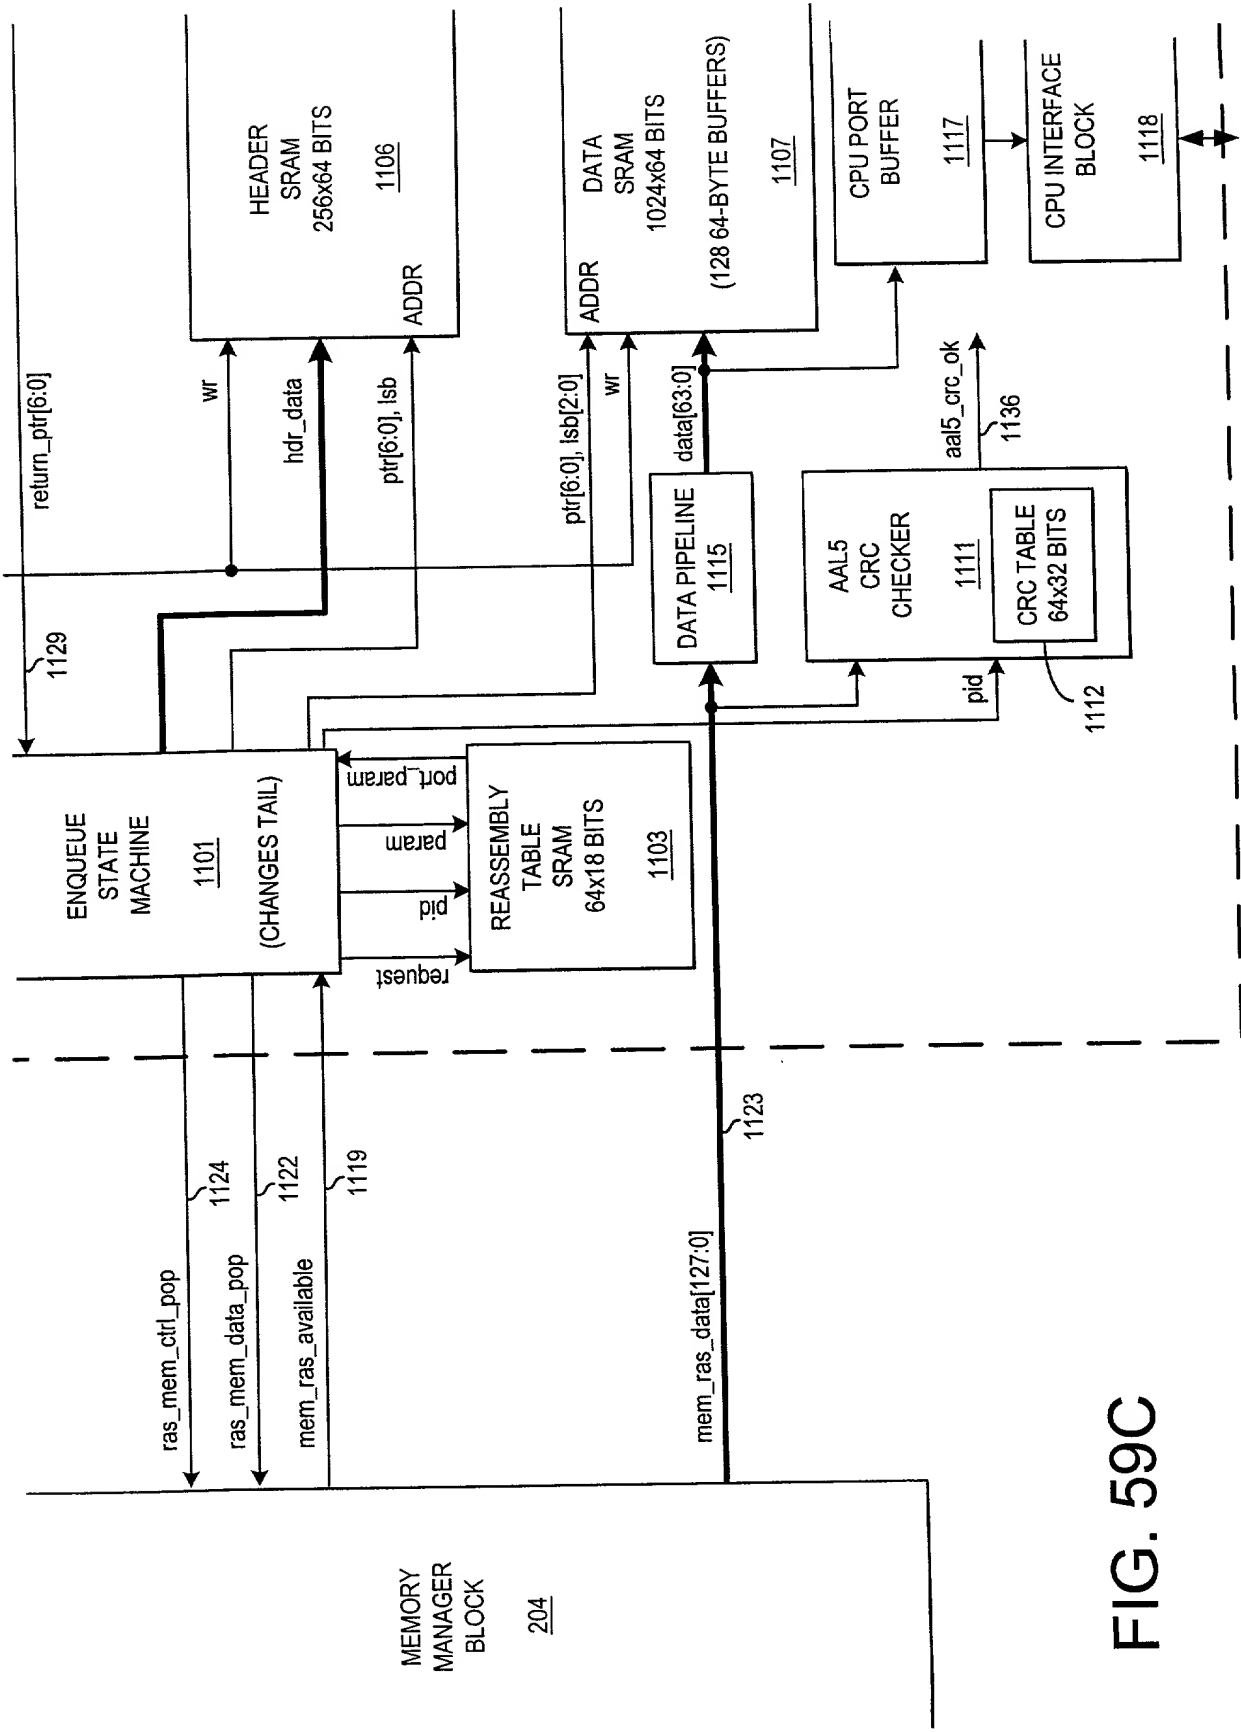 return_ptr[6:0]
1129
HEADER
SRAM
256x64 BITS
1106
ADDR
wr
hdr_data
ptr[6:0], lsb
ENQUEUE
STATE
MACHINE
1101
(CHANGES TAIL)
ras_mem_ctrl_pop
1124
ras_mem_data_pop
1122
mem_ras_available
1119
MEMORY
MANAGER
BLOCK
204
request
pid
param
port_param
REASSEMBLY
TABLE
SRAM
64x18 BITS
1103
ptr[6:0], lsb[2:0]
wr
ADDR
DATA
SRAM
1024x64 BITS
(128 64-BYTE BUFFERS)
1107
data[63:0]
DATA PIPELINE
1115
mem_ras_data[127:0]
1123
AAL5
CRC
CHECKER
1111
CRC TABLE
64x32 BITS
1112
pid
aal5_crc_ok
1136
CPU PORT
BUFFER
1117
CPU INTERFACE
BLOCK
1118
FIG. 59C